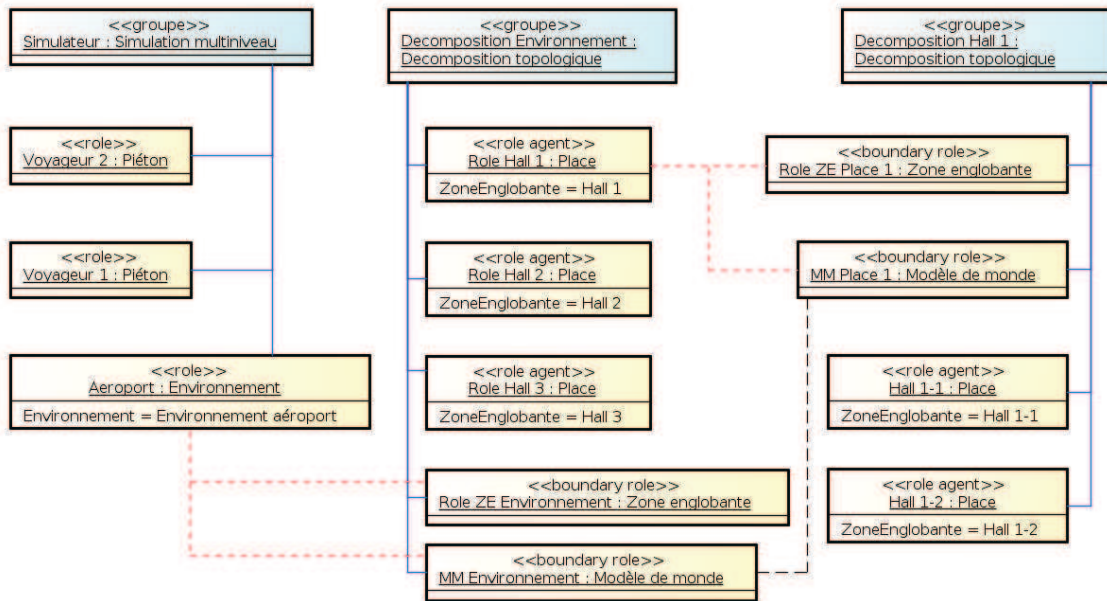 <<groupe>>
Simulateur : Simulation multiniveau
<<role>>
Voyageur 2 : Piéton
<<role>>
Voyageur 1 : Piéton
<<role>>
Aeroport : Environnement
Environnement = Environnement aéroport
<<groupe>>
Decomposition Environnement :
Decomposition topologique
<<role agent>>
Role Hall 1 : Place
ZoneEnglobante = Hall 1
<<role agent>>
Role Hall 2 : Place
ZoneEnglobante = Hall 2
<<role agent>>
Role Hall 3 : Place
ZoneEnglobante = Hall 3
<<boundary role>>
Role ZE Environnement : Zone englobante
<<boundary role>>
MM Environnement : Modèle de monde
<<groupe>>
Decomposition Hall 1 :
Decomposition topologique
<<boundary role>>
Role ZE Place 1 : Zone englobante
<<boundary role>>
MM Place 1 : Modèle de monde
<<role agent>>
Hall 1-1 : Place
ZoneEnglobante = Hall 1-1
<<role agent>>
Hall 1-2 : Place
ZoneEnglobante = Hall 1-2